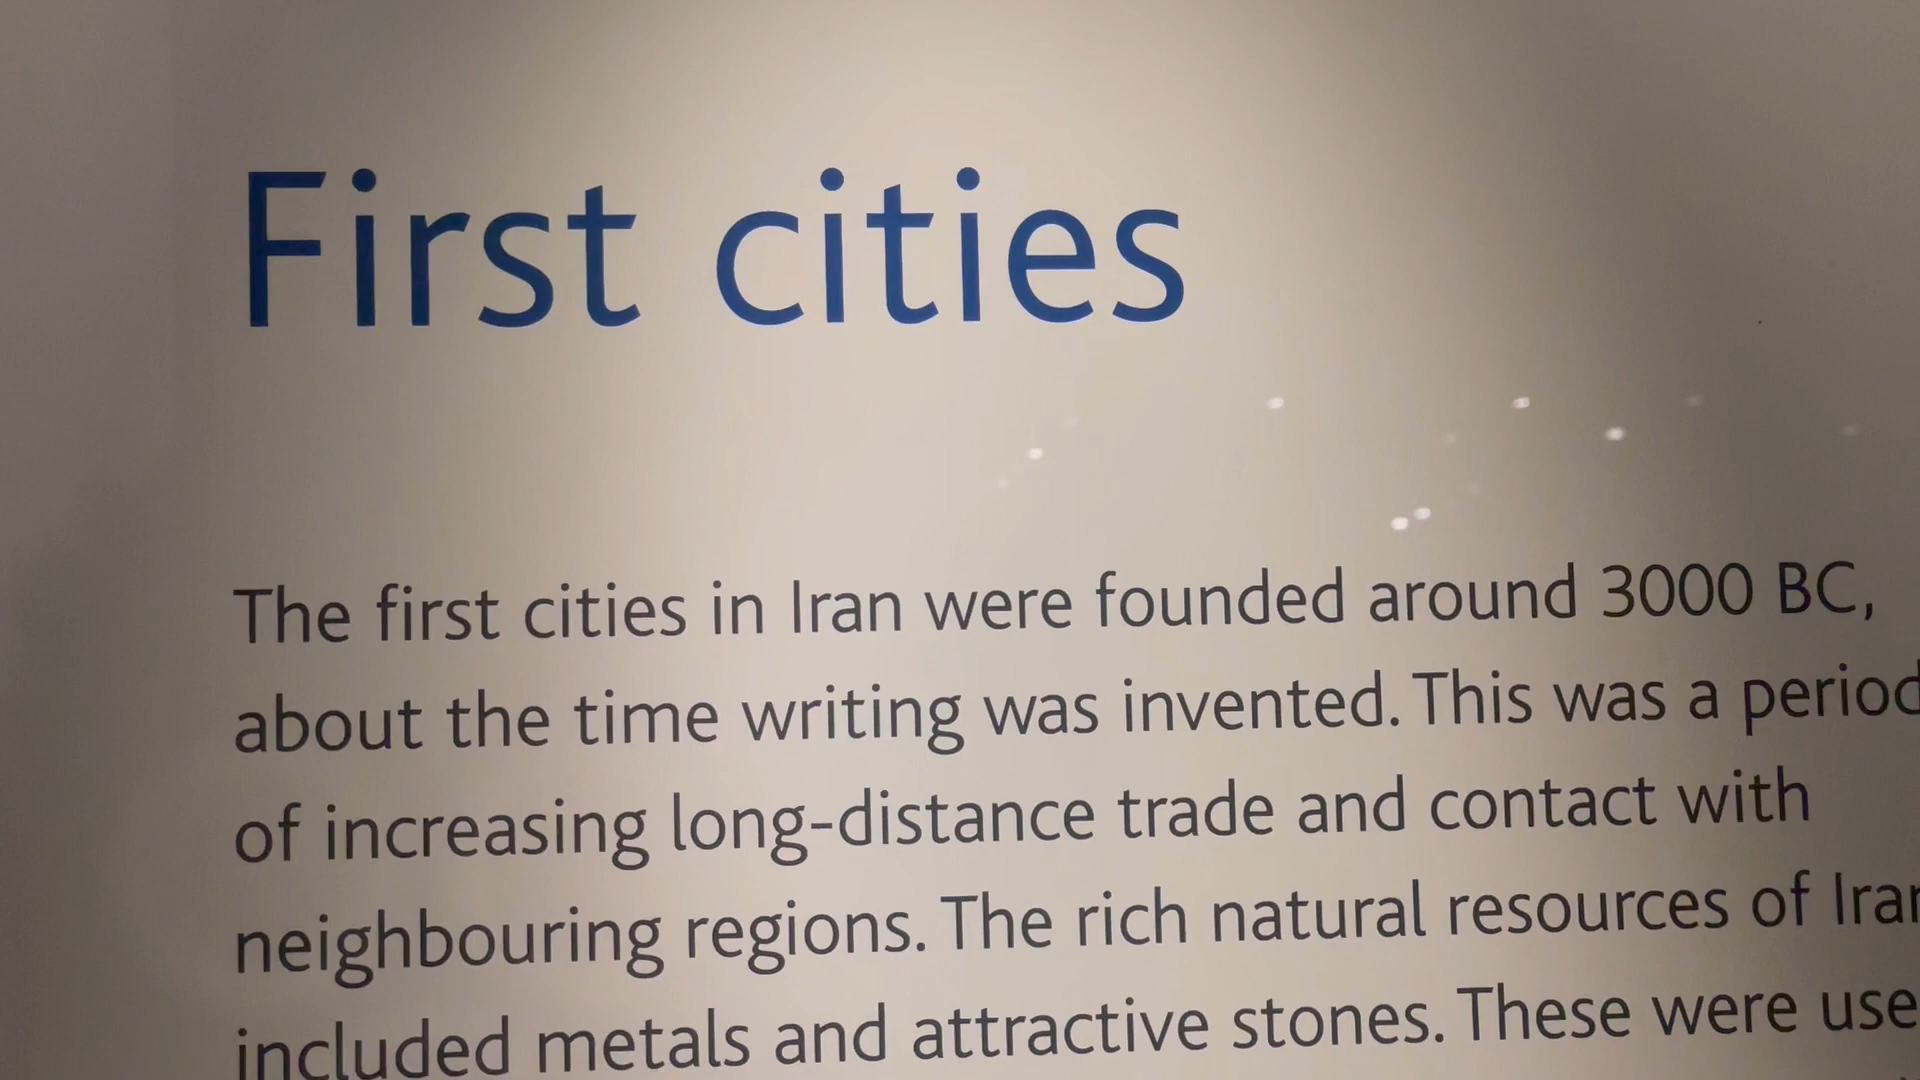 First cities
The first cities in Iran were founded around 3000 BC,
about the time writing was invented. This was a period
of increasing long-distance trade and contact with
neighbouring regions. The rich natural resources of Iran
included metals and attractive stones. These were use